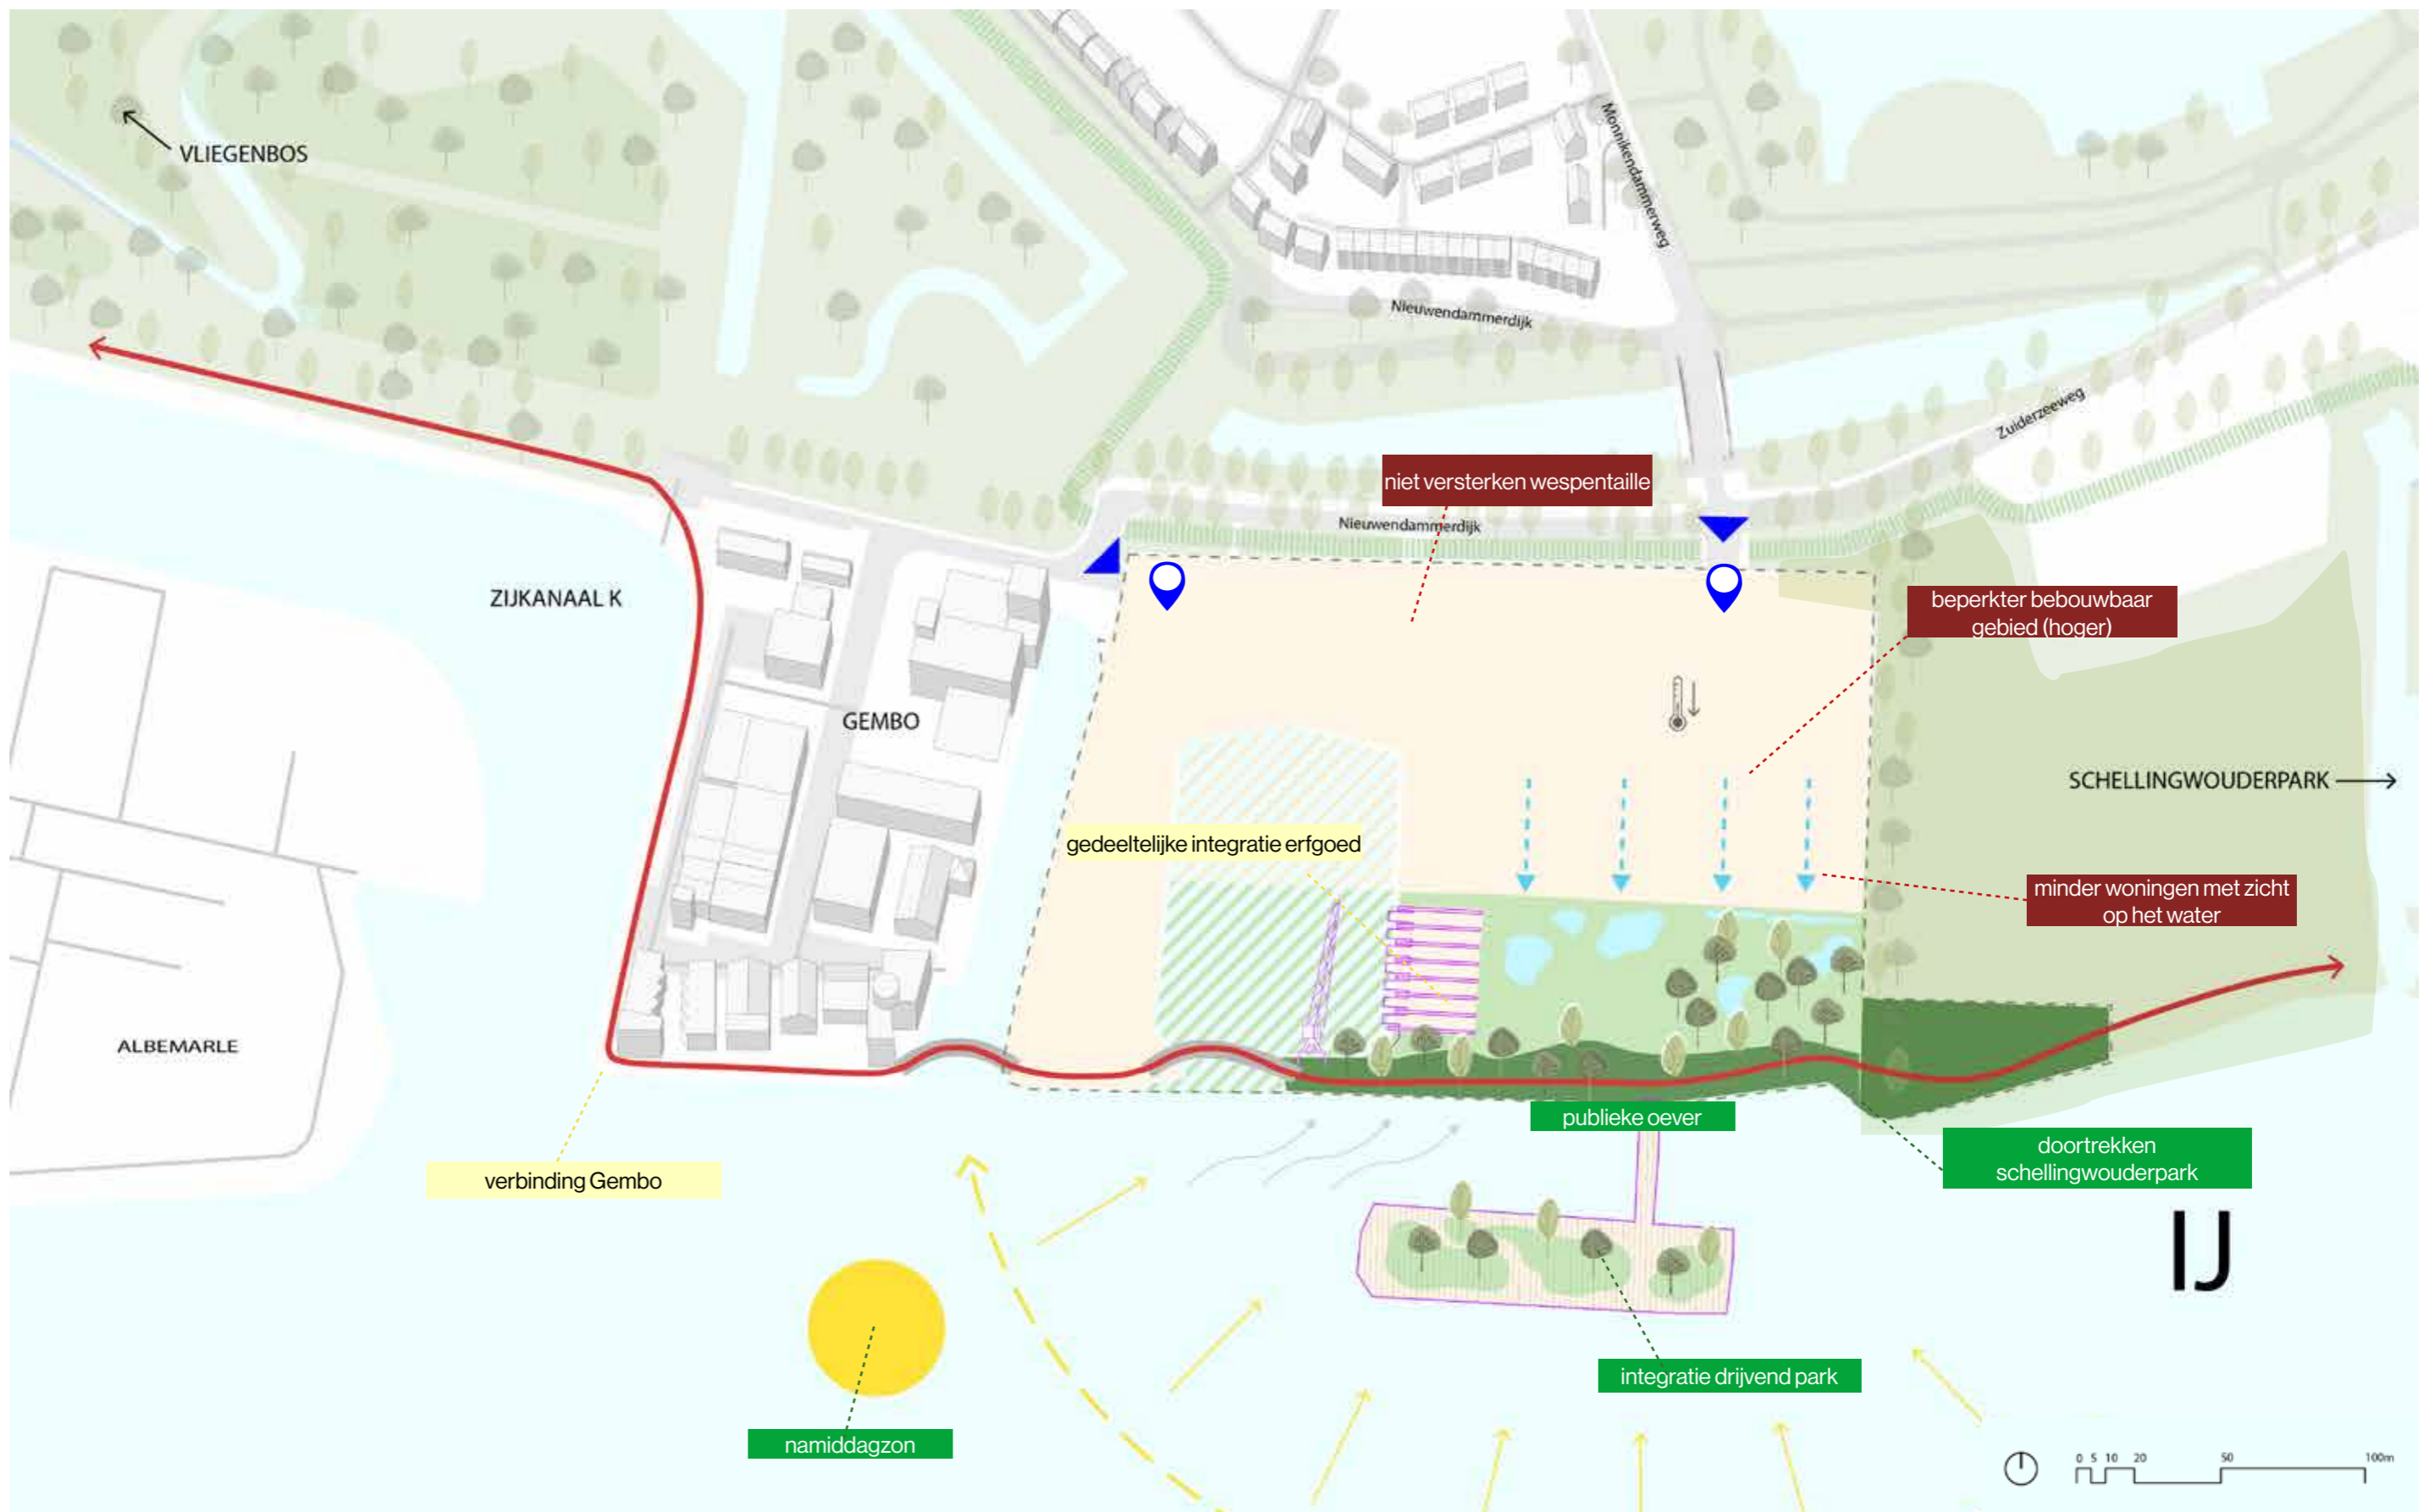 VLIEGENBOS
Monnikendammerweg
Nieuwendammerdijk
Zuiderzeeweg
niet versterken wespentaille
Nieuwendammerdijk
ZIJKANAAL K
beperkter bebouwbaar
gebied (hoger)
GEMBO
SCHELLINGWOUDERPARK
gedeeltelijke integratie erfgoed
minder woningen met zicht
op het water
ALBEMARLE
publieke oever
doortrekken
schellingwouderpark
verbinding Gembo
IJ
integratie drijvend park
namiddagzon
0 5 10 20 50 100m